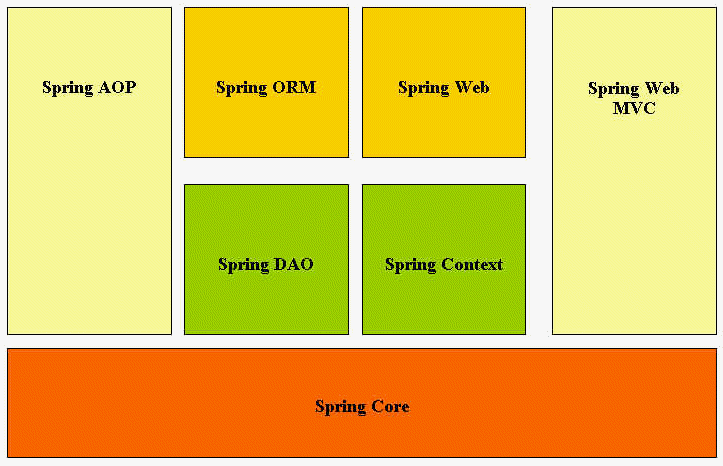 Spring AOP
Spring ORM
Spring Web
Spring Web
MVC
Spring DAO
Spring Context
Spring Core